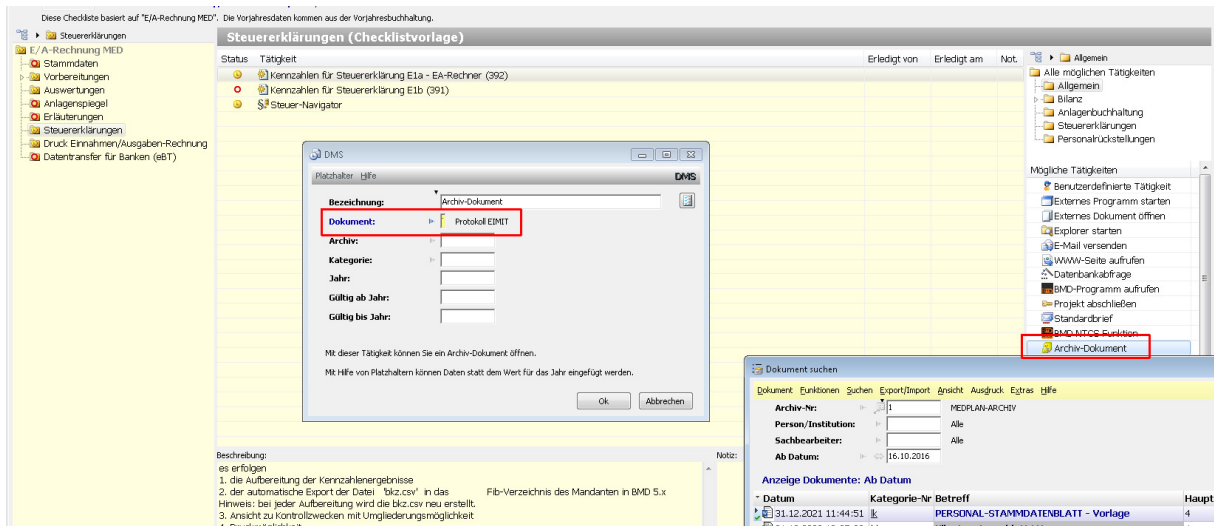 Diese Checkliste basiert auf "E/A-Rechnung MED". Die Vorjahresdaten kommen aus der Vorjahresbuchhaltung.
Steuererklärungen
E/A-Rechnung MED
Stammdaten
Vorbereitungen
Auswertungen
Anlagenspiegel
Erläuterungen
Steuererklärungen
Druck Einnahmen/Ausgaben-Rechnung
Datentransfer für Banken (eBT)
Steuererklärungen (Checklistvorlage)
Status Tätigkeit Erledigt von Erledigt am Not.
Kennzahlen für Steuererklärung E1a - EA-Rechner (392)
Kennzahlen für Steuererklärung E1b (391)
Steuer-Navigator
DMS
Platzhalter Hilfe DMS
Bezeichnung: Archiv-Dokument
Dokument: Protokoll EIMIT
Archiv:
Kategorie:
Jahr:
Gültig ab Jahr:
Gültig bis Jahr:
Mit dieser Tätigkeit können Sie ein Archiv-Dokument öffnen.
Mit Hilfe von Platzhaltern können Daten statt dem Wert für das Jahr eingefügt werden.
Ok Abbrechen
Beschreibung:
es erfolgen
1. die Aufbereitung der Kennzahlenergebnisse
2. der automatische Export der Datei 'bkz.csv' in das Fib-Verzeichnis des Mandanten in BMD 5.x
Hinweis: bei jeder Aufbereitung wird die bkz.csv neu erstellt.
3. Ansicht zu Kontrollzwecken mit Umgliederungsmöglichkeit
Notiz:
Allgemein
Alle möglichen Tätigkeiten
Allgemein
Bilanz
Anlagenbuchhaltung
Steuererklärungen
Personalrückstellungen
Mögliche Tätigkeiten
Benutzerdefinierte Tätigkeit
Externes Programm starten
Externes Dokument öffnen
Explorer starten
E-Mail versenden
WWW-Seite aufrufen
Datenbankabfrage
BMD-Programm aufrufen
Projekt abschließen
Standardbrief
BMD NTCS Funktion
Archiv-Dokument
Dokument suchen
Dokument Funktionen Suchen Export/Import Ansicht Ausdruck Extras Hilfe
Archiv-Nr: 1 MEDPLAN-ARCHIV
Person/Institution: Alle
Sachbearbeiter: Alle
Ab Datum: 16.10.2016
Anzeige Dokumente: Ab Datum
Datum Kategorie-Nr Betreff Haupt
31.12.2021 11:44:51 lk PERSONAL-STAMMDATENBLATT - Vorlage 4